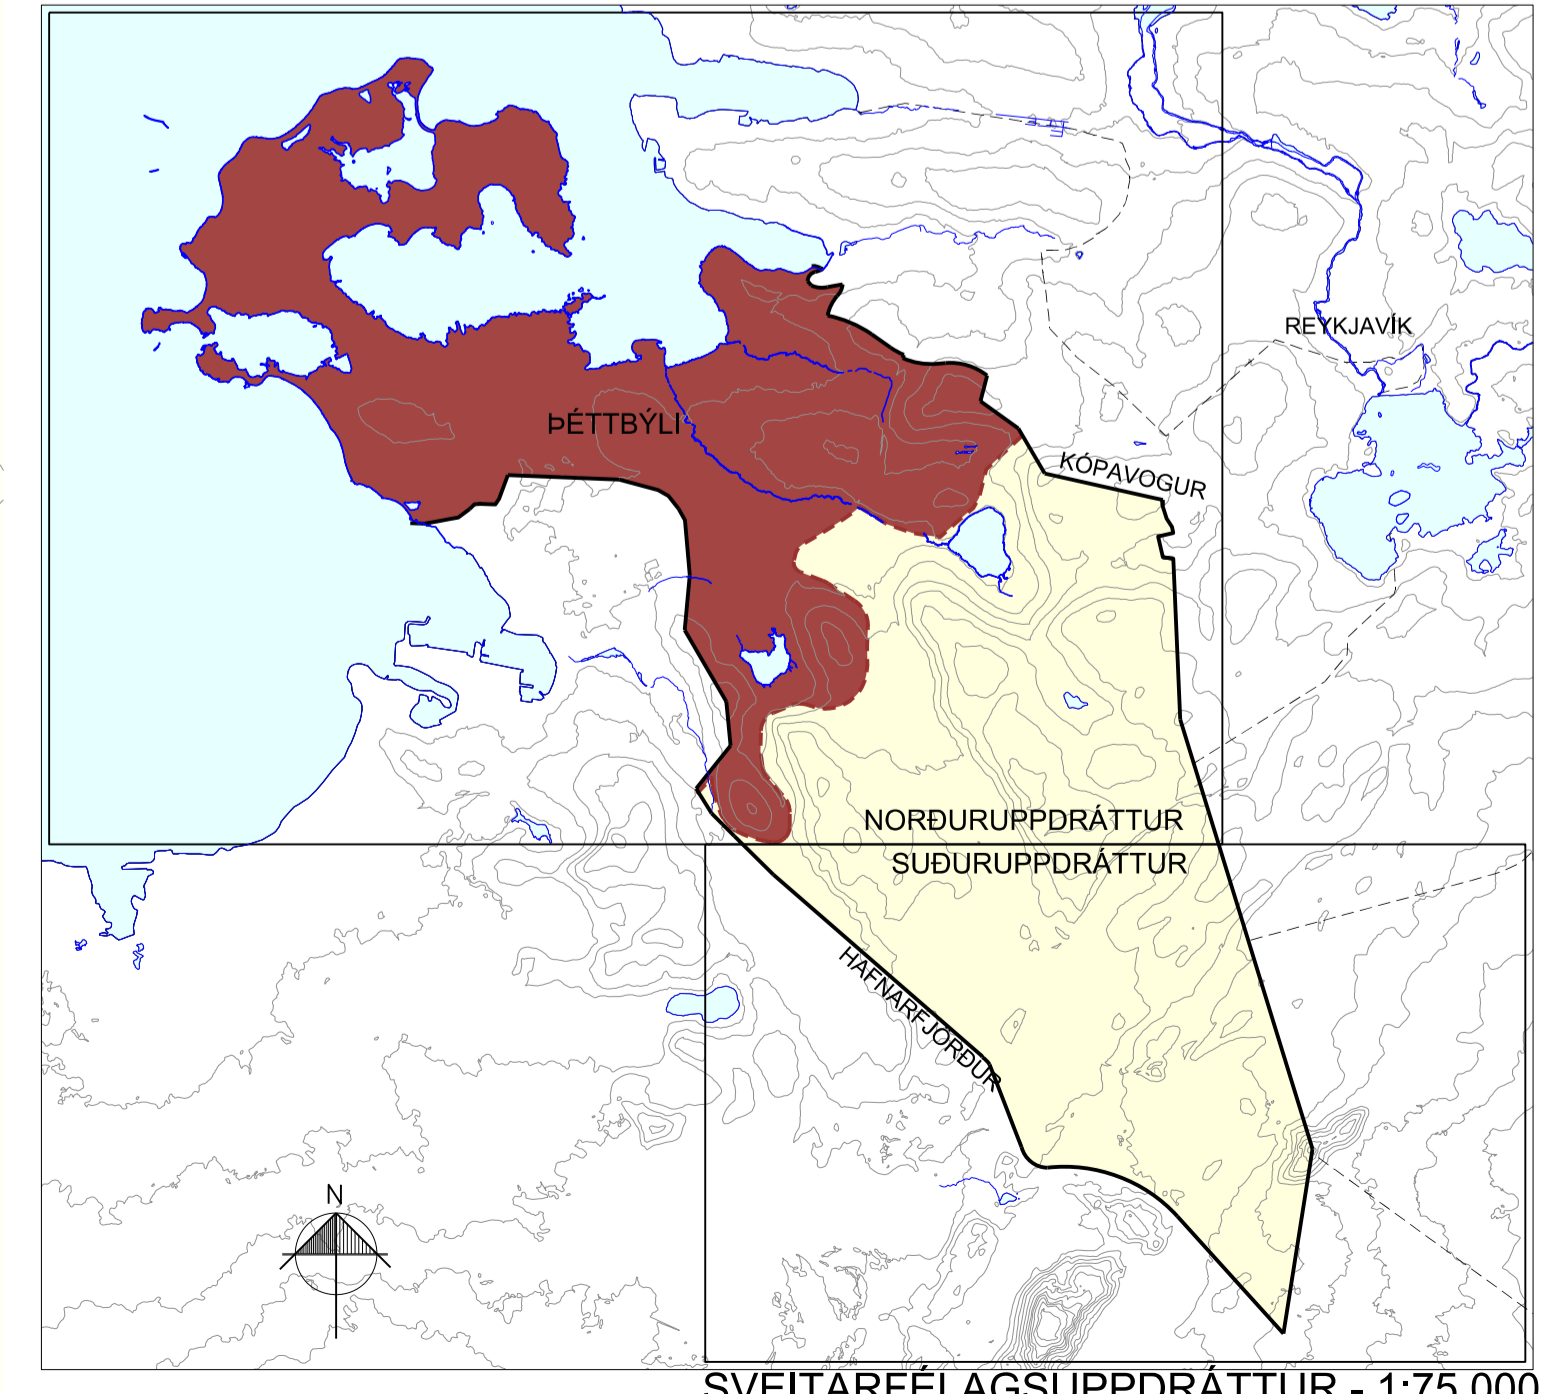 REYKJAVÍK
ÞÉTTBÝLI
KÓPAVOGUR
NORÐURUPPDRÁTTUR
SUÐURUPPDRÁTTUR
HAFNARFJÖRÐUR
N
SVEITARFÉLAGSUPPDRÁTTUR - 1:75.000